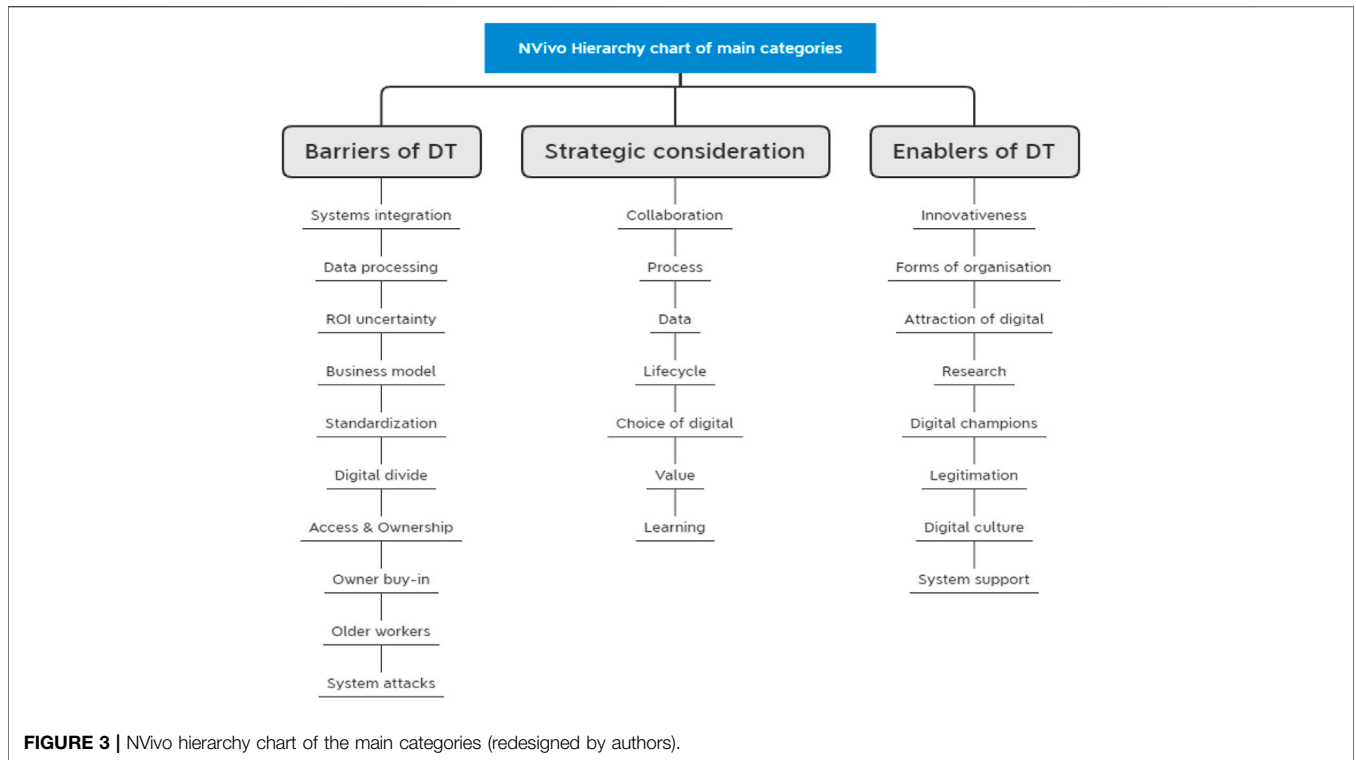 NVivo Hierarchy chart of main categories
Barriers of DT
Systems integration
Data processing
ROI uncertainty
Business model
Standardization
Digital divide
Access & Ownership
Owner buy-in
Older workers
System attacks
Strategic consideration
Collaboration
Process
Data
Lifecycle
Choice of digital
Value
Learning
Enablers of DT
Innovativeness
Forms of organisation
Attraction of digital
Research
Digital champions
Legitimation
Digital culture
System support
FIGURE 3 | NVivo hierarchy chart of the main categories (redesigned by authors).